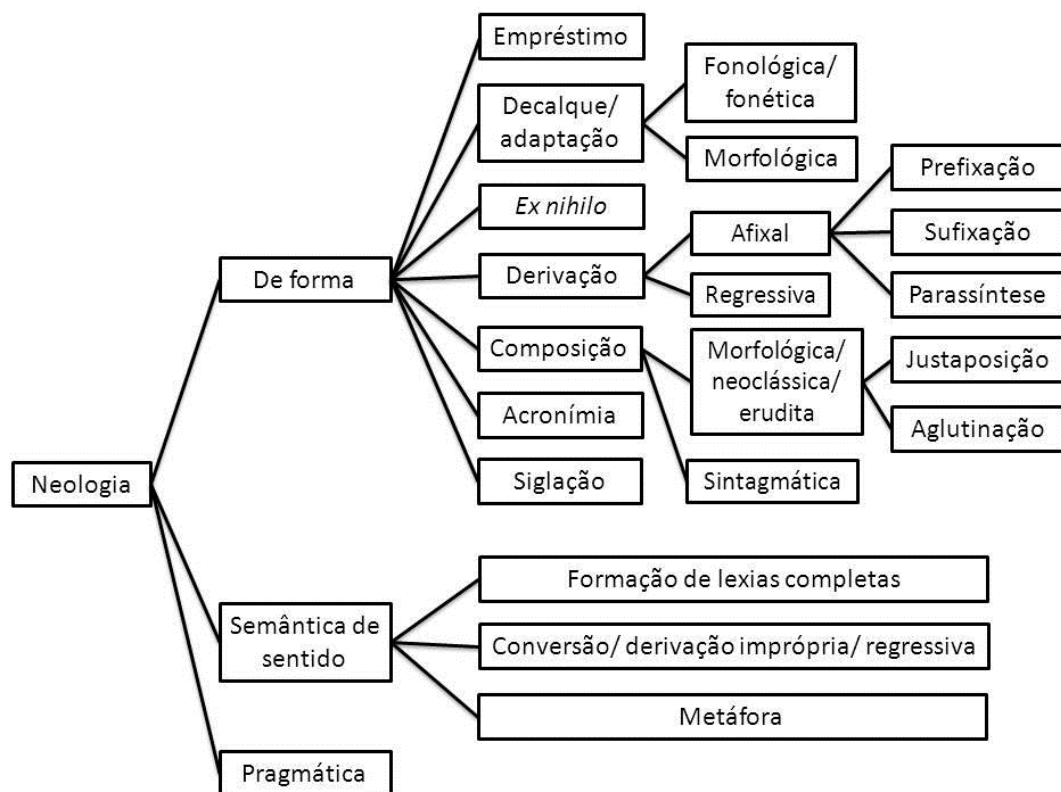 Empréstimo
Fonológica/
fonética
Decalque/
adaptação
Morfológica
Prefixação
Ex nihilo
Afixal
Sufixação
De forma
Derivação
Regressiva
Parassíntese
Composição
Morfológica/
neoclássica/
erudita
Justaposição
Acronímia
Aglutinação
Neologia
Siglação
Sintagmática
Formação de lexias completas
Semântica de
sentido
Conversão/ derivação imprópria/ regressiva
Metáfora
Pragmática